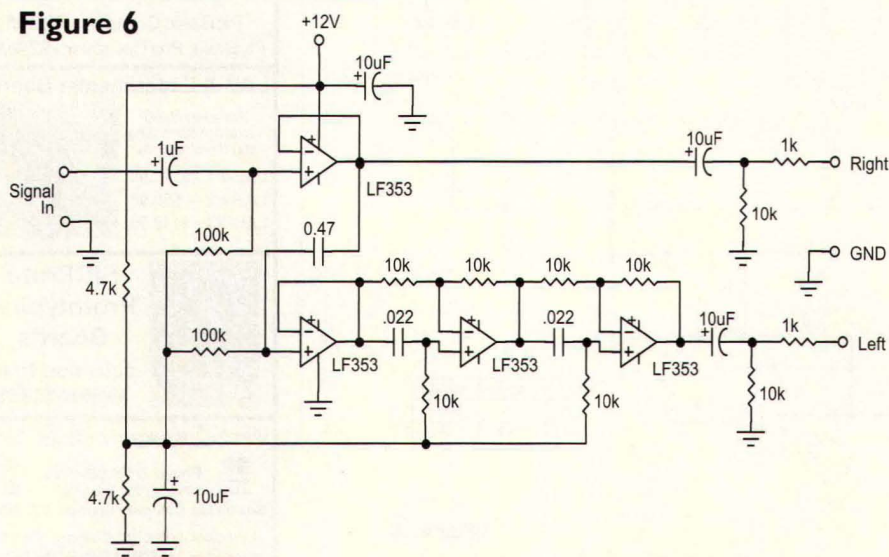 Figure 6
+12V
10uF
+
1uF
+
Signal
In
LF353
10uF
+
1k
Right
10k
GND
100k
0.47
4.7k
100k
10k
10k
10k
10k
.022
.022
LF353
LF353
LF353
10uF
+
1k
Left
10k
10k
10k
4.7k
+
10uF